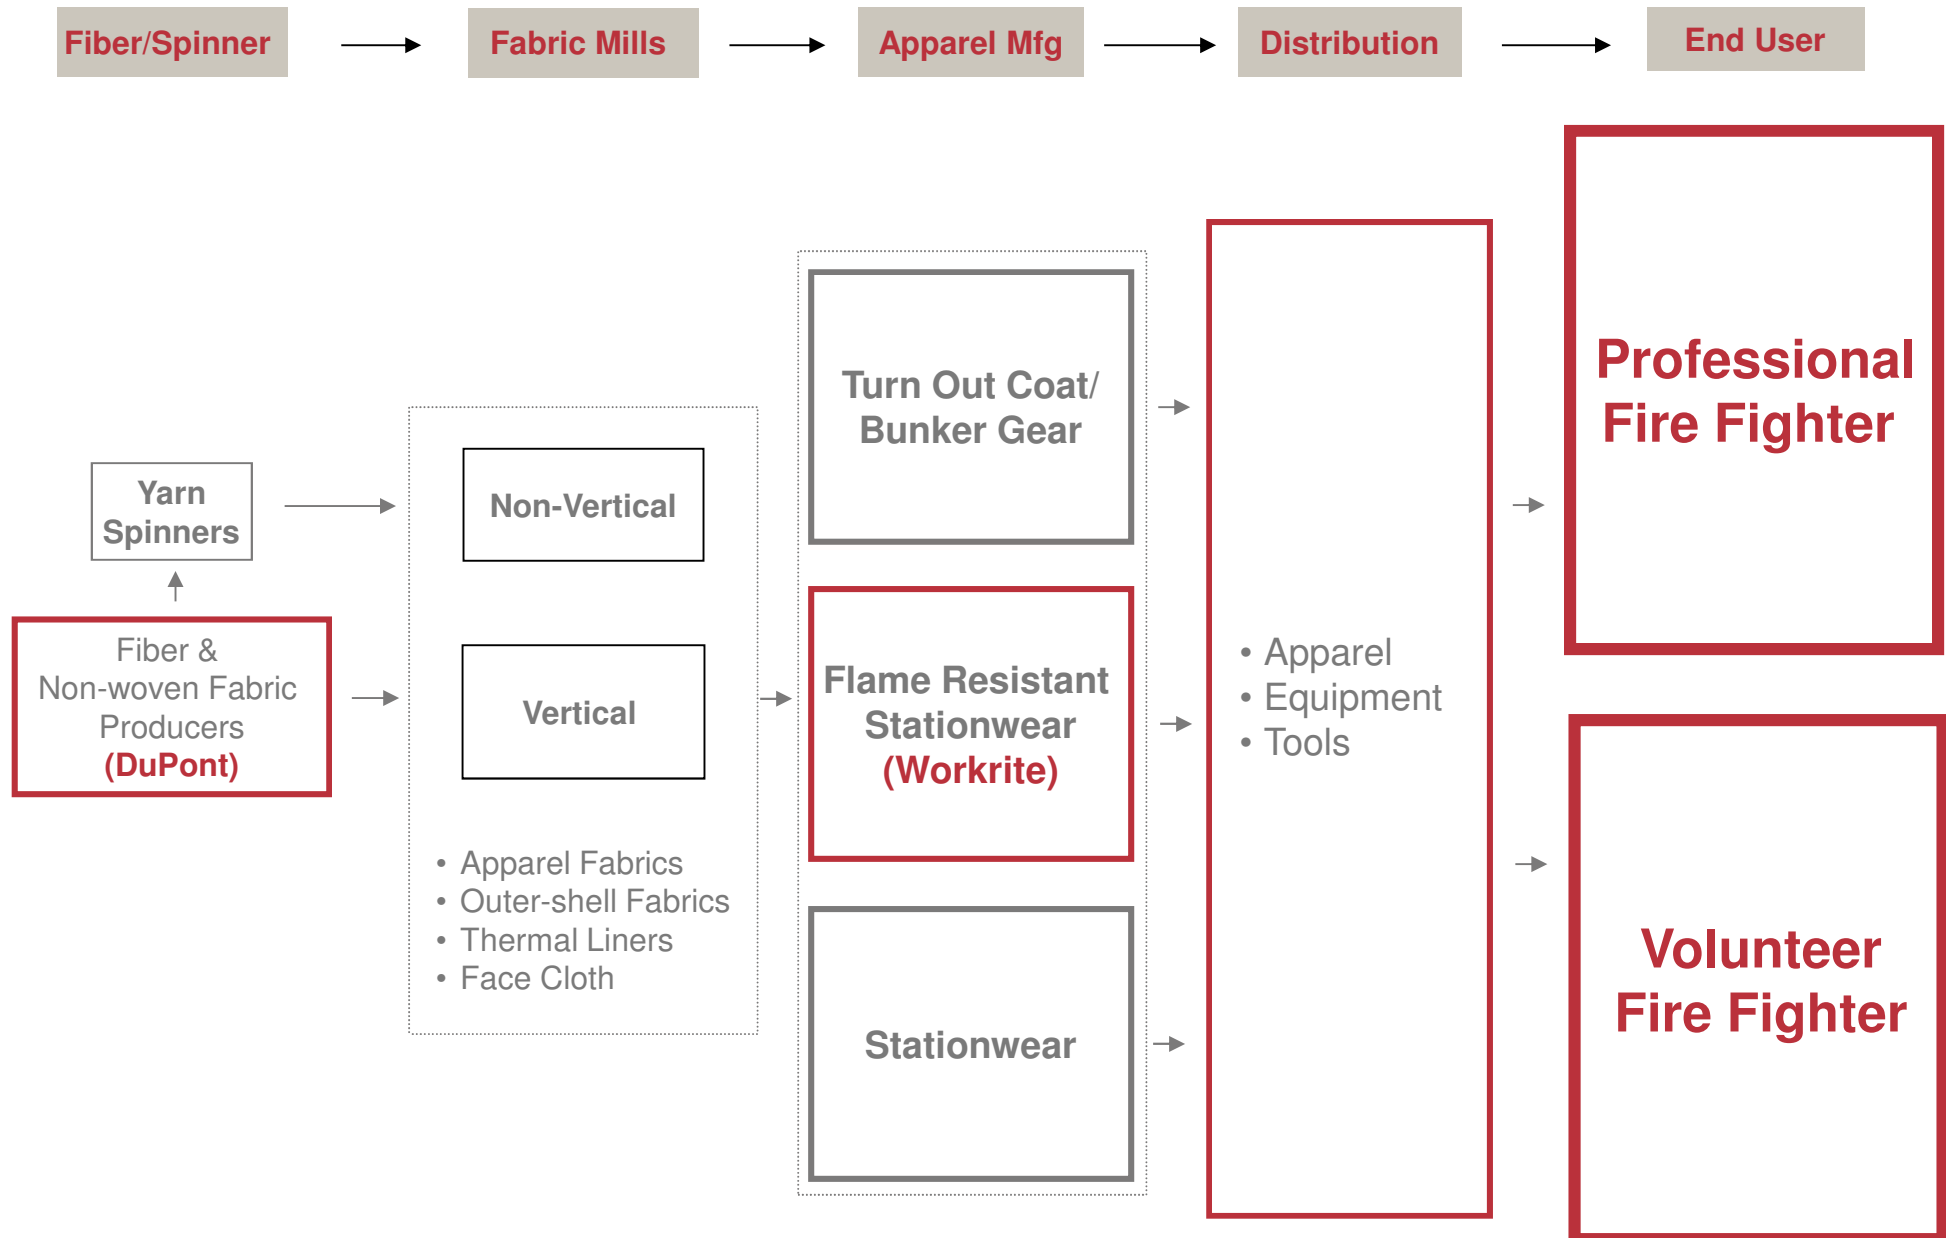 Fiber/Spinner
Fabric Mills
Apparel Mfg
Distribution
End User
Yarn
Spinners
Fiber &
Non-woven Fabric
Producers
(DuPont)
Non-Vertical
Vertical
• Apparel Fabrics
• Outer-shell Fabrics
• Thermal Liners
• Face Cloth
Turn Out Coat/
Bunker Gear
Flame Resistant
Stationwear
(Workrite)
Stationwear
• Apparel
• Equipment
• Tools
Professional
Fire Fighter
Volunteer
Fire Fighter